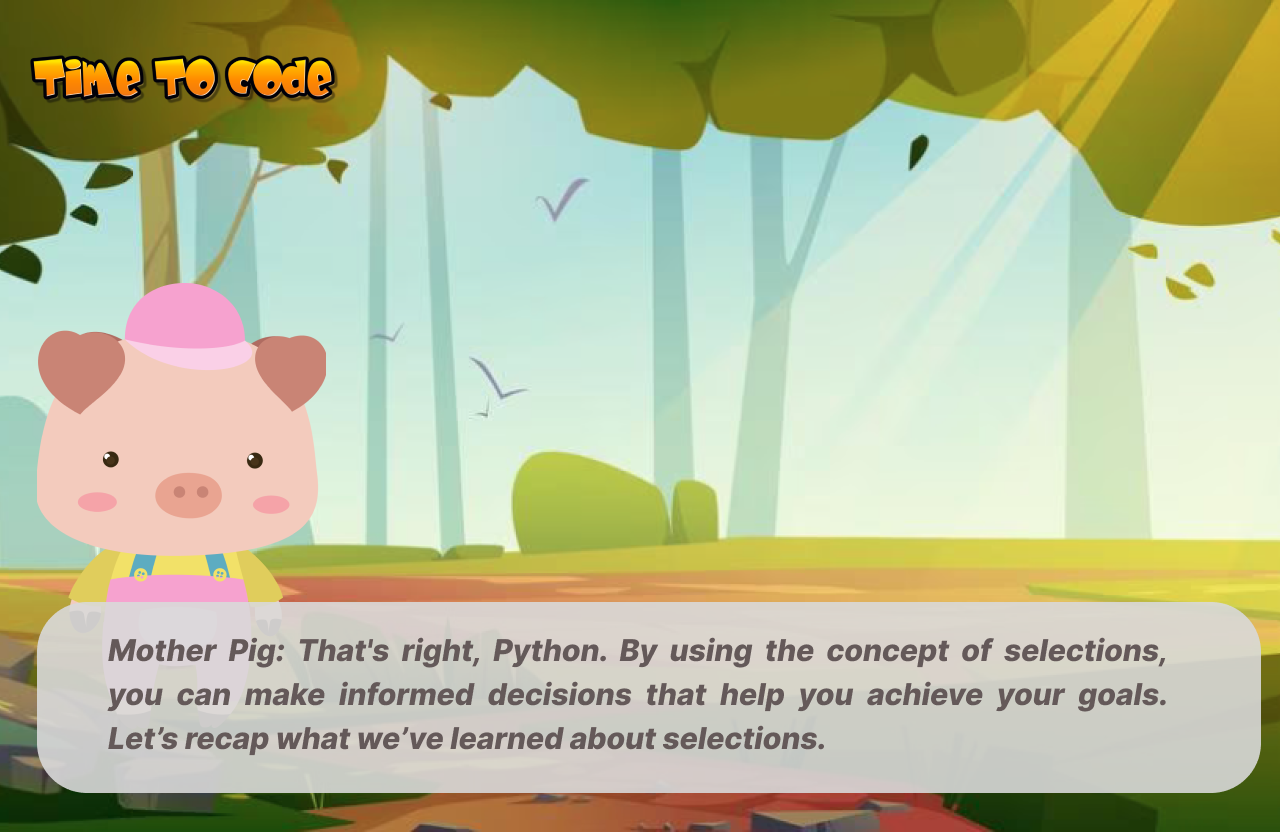 Time To Code
Mother Pig: That's right, Python. By using the concept of selections,
you can make informed decisions that help you achieve your goals.
Let’s recap what we’ve learned about selections.